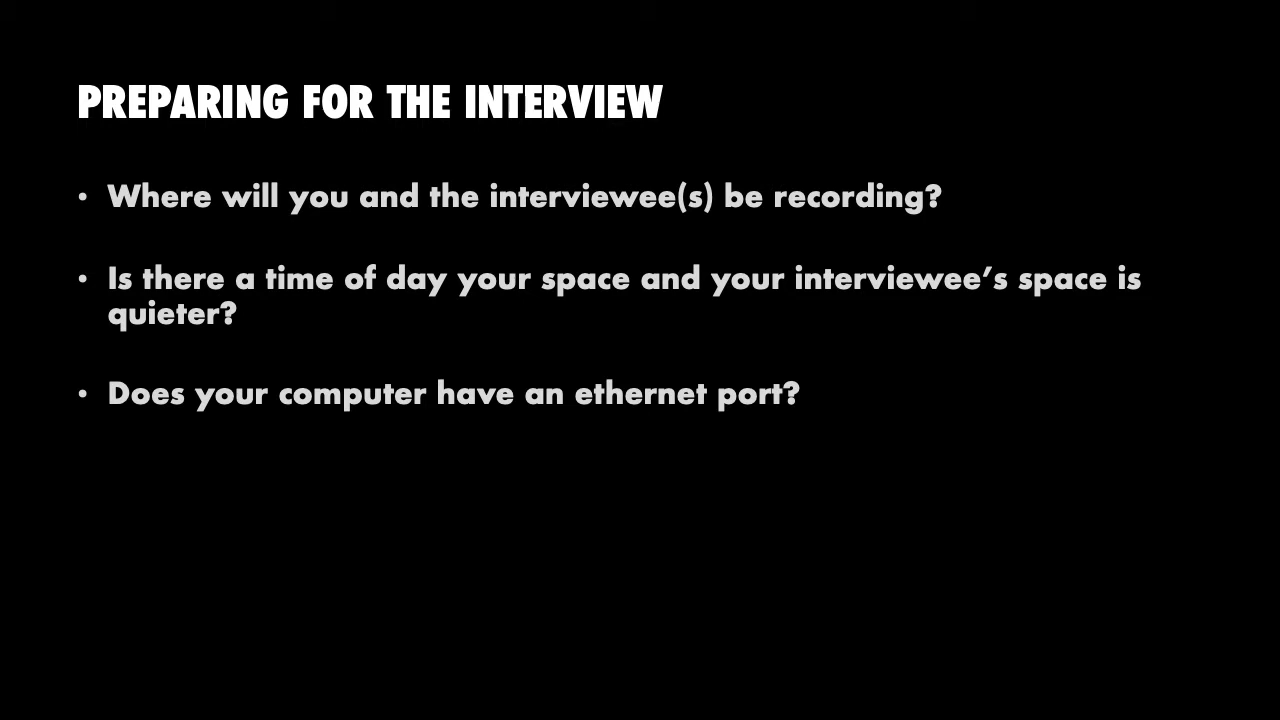 PREPARING FOR THE INTERVIEW
• Where will you and the interviewee(s) be recording?
• Is there a time of day your space and your interviewee’s space is
quieter?
• Does your computer have an ethernet port?